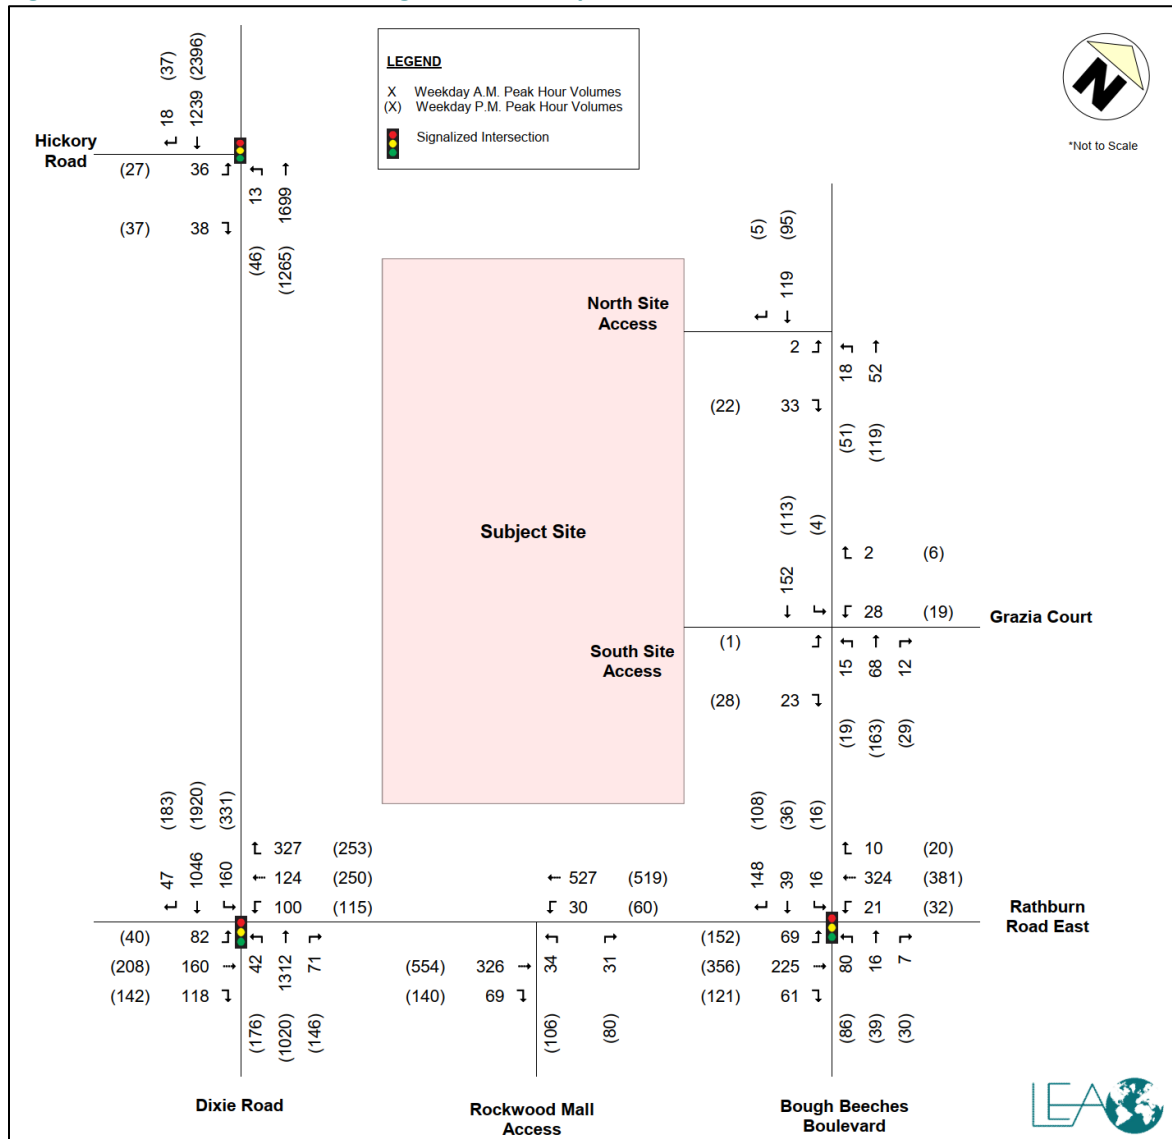 LEGEND
X Weekday A.M. Peak Hour Volumes
(X) Weekday P.M. Peak Hour Volumes
Signalized Intersection
N
*Not to Scale
(37) (2396)
18 1239
Hickory
Road
(27) 36
13 1699
(37) 38
(46) (1265)
(5) (95)
119
North Site
Access
2
18 52
(22) 33
(51) (119)
Subject Site
(113) (4)
2 (6)
152
28 (19)
Grazia Court
(1)
South Site
Access
15 68 12
(28) 23
(19) (163) (29)
(183) (1920) (331)
327 (253)
47 1046 160
124 (250)
100 (115)
527 (519)
30 (60)
(108) (36) (16)
10 (20)
148 39 16
324 (381)
21 (32)
Rathburn
Road East
(40) 82
(208) 160
(142) 118
42 1312 71
(176) (1020) (146)
(554) 326
(140) 69
34 31
(106) (80)
(152) 69
(356) 225
(121) 61
80 16 7
(86) (39) (30)
Dixie Road
Rockwood Mall
Access
Bough Beeches
Boulevard
LEA